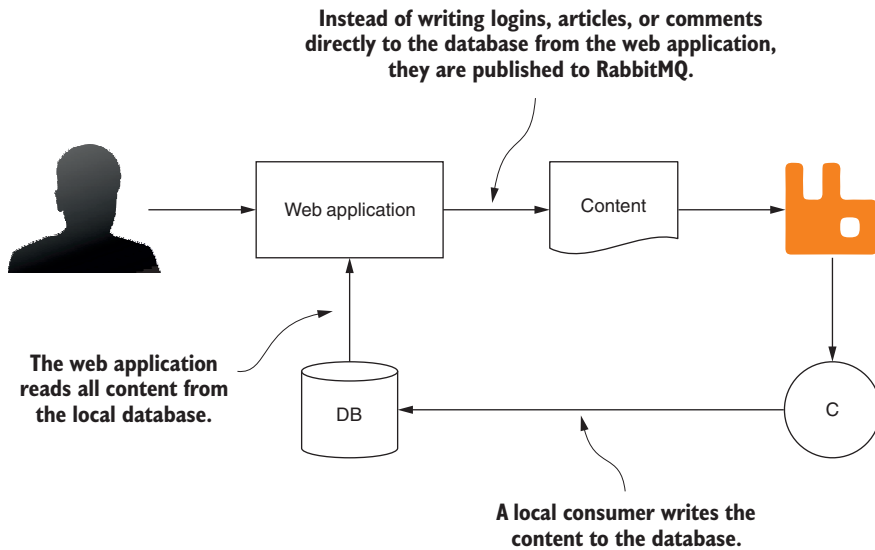 Instead of writing logins, articles, or comments
directly to the database from the web application,
they are published to RabbitMQ.
Web application
Content
The web application
reads all content from
the local database.
DB
C
A local consumer writes the
content to the database.